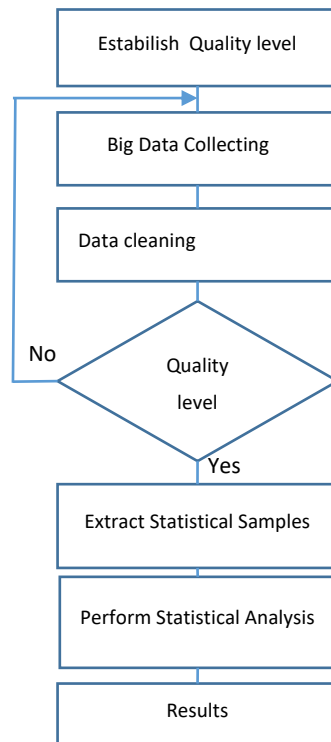 Estabilish Quality level
Big Data Collecting
Data cleaning
No
Quality
level
Yes
Extract Statistical Samples
Perform Statistical Analysis
Results